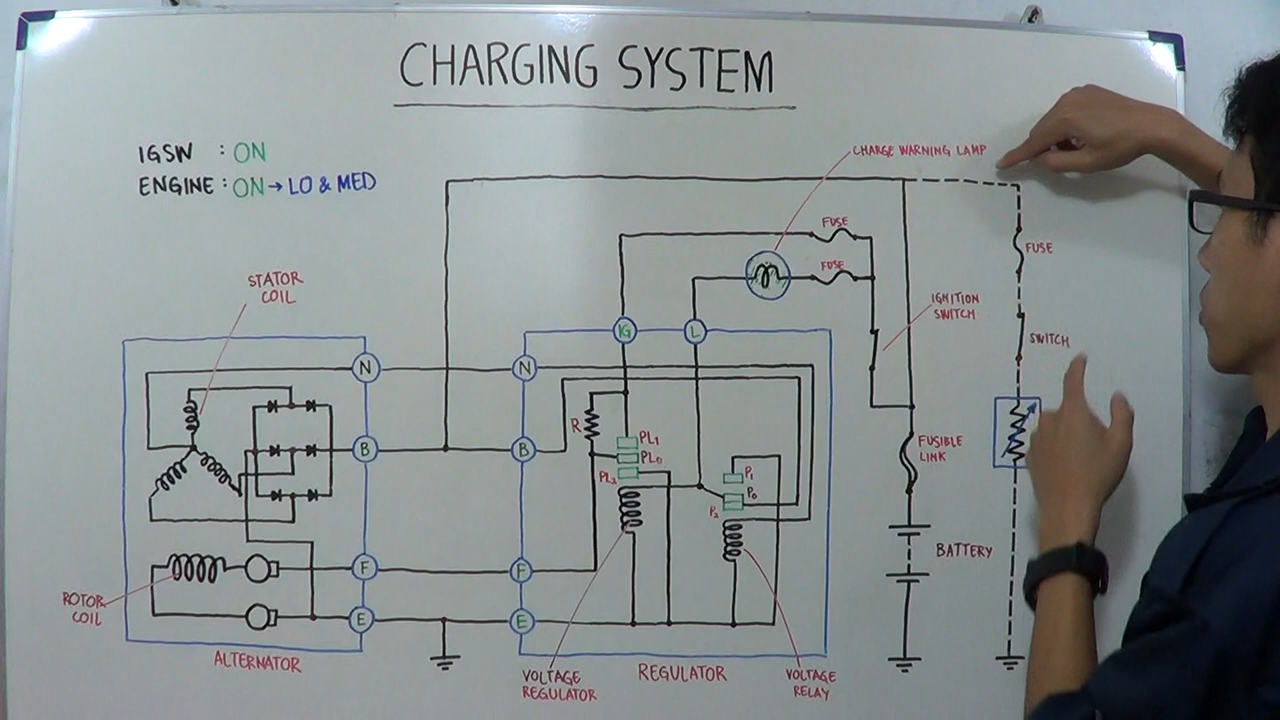 CHARGING SYSTEM
IGSW : ON
ENGINE : ON → LO & MED
CHARGE WARNING LAMP
FUSE
FUSE
FUSE
STATOR
COIL
IGNITION
SWITCH
SWITCH
IG
L
N
N
B
B
R
PL1
PL0
PL2
P1
P0
P2
FUSIBLE
LINK
BATTERY
F
F
E
E
ROTOR
COIL
ALTERNATOR
VOLTAGE
REGULATOR
REGULATOR
VOLTAGE
RELAY